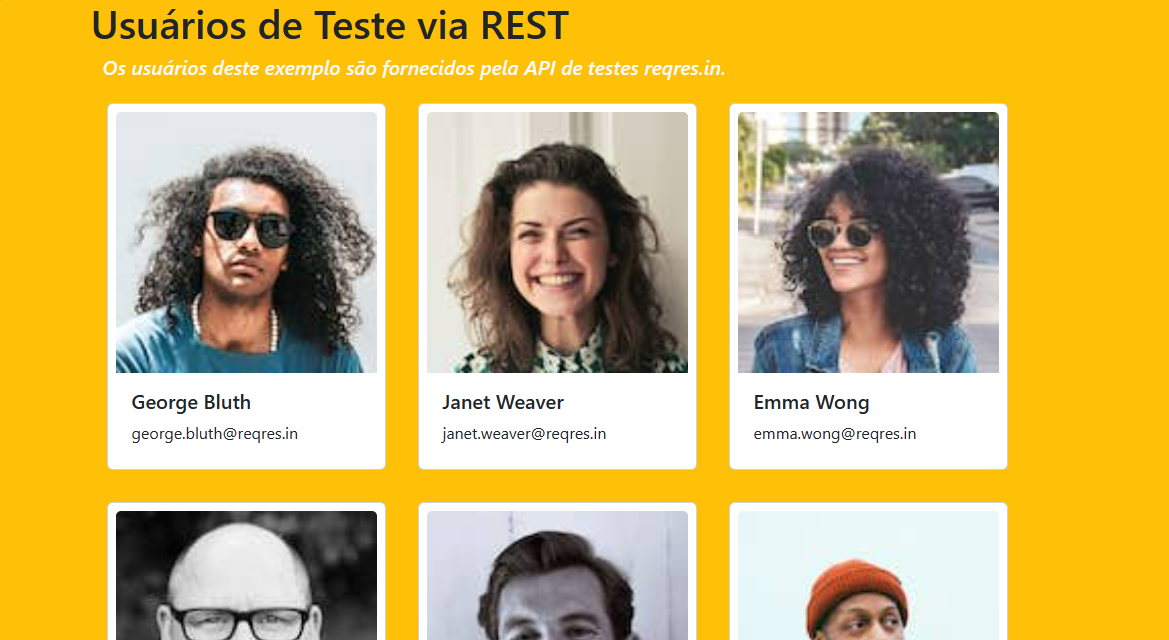 Usuários de Teste via REST
Os usuários deste exemplo são fornecidos pela API de testes reqres.in.
George Bluth
george.bluth@reqres.in
Janet Weaver
janet.weaver@reqres.in
Emma Wong
emma.wong@reqres.in